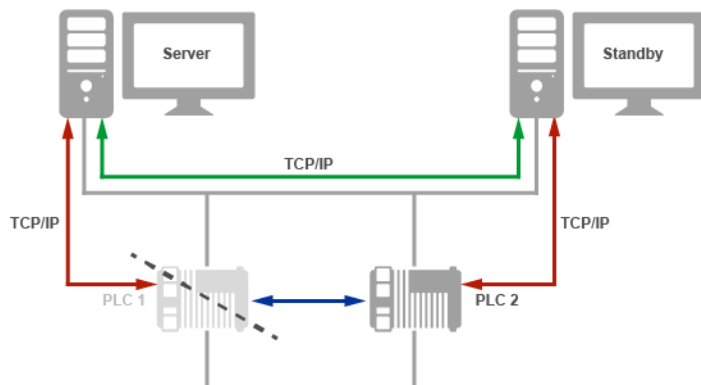 Server
Standby
TCP/IP
TCP/IP
TCP/IP
PLC 1
PLC 2